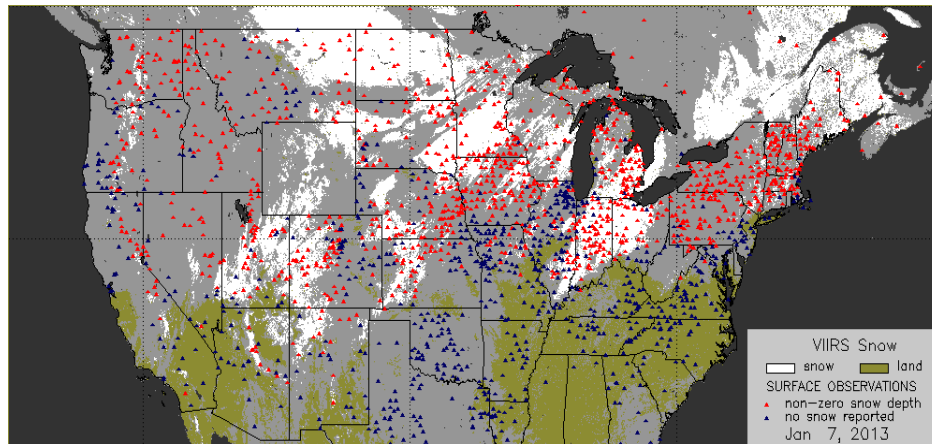 VIIRS Snow
snow land
SURFACE OBSERVATIONS
non-zero snow depth
no snow reported
Jan 7, 2013